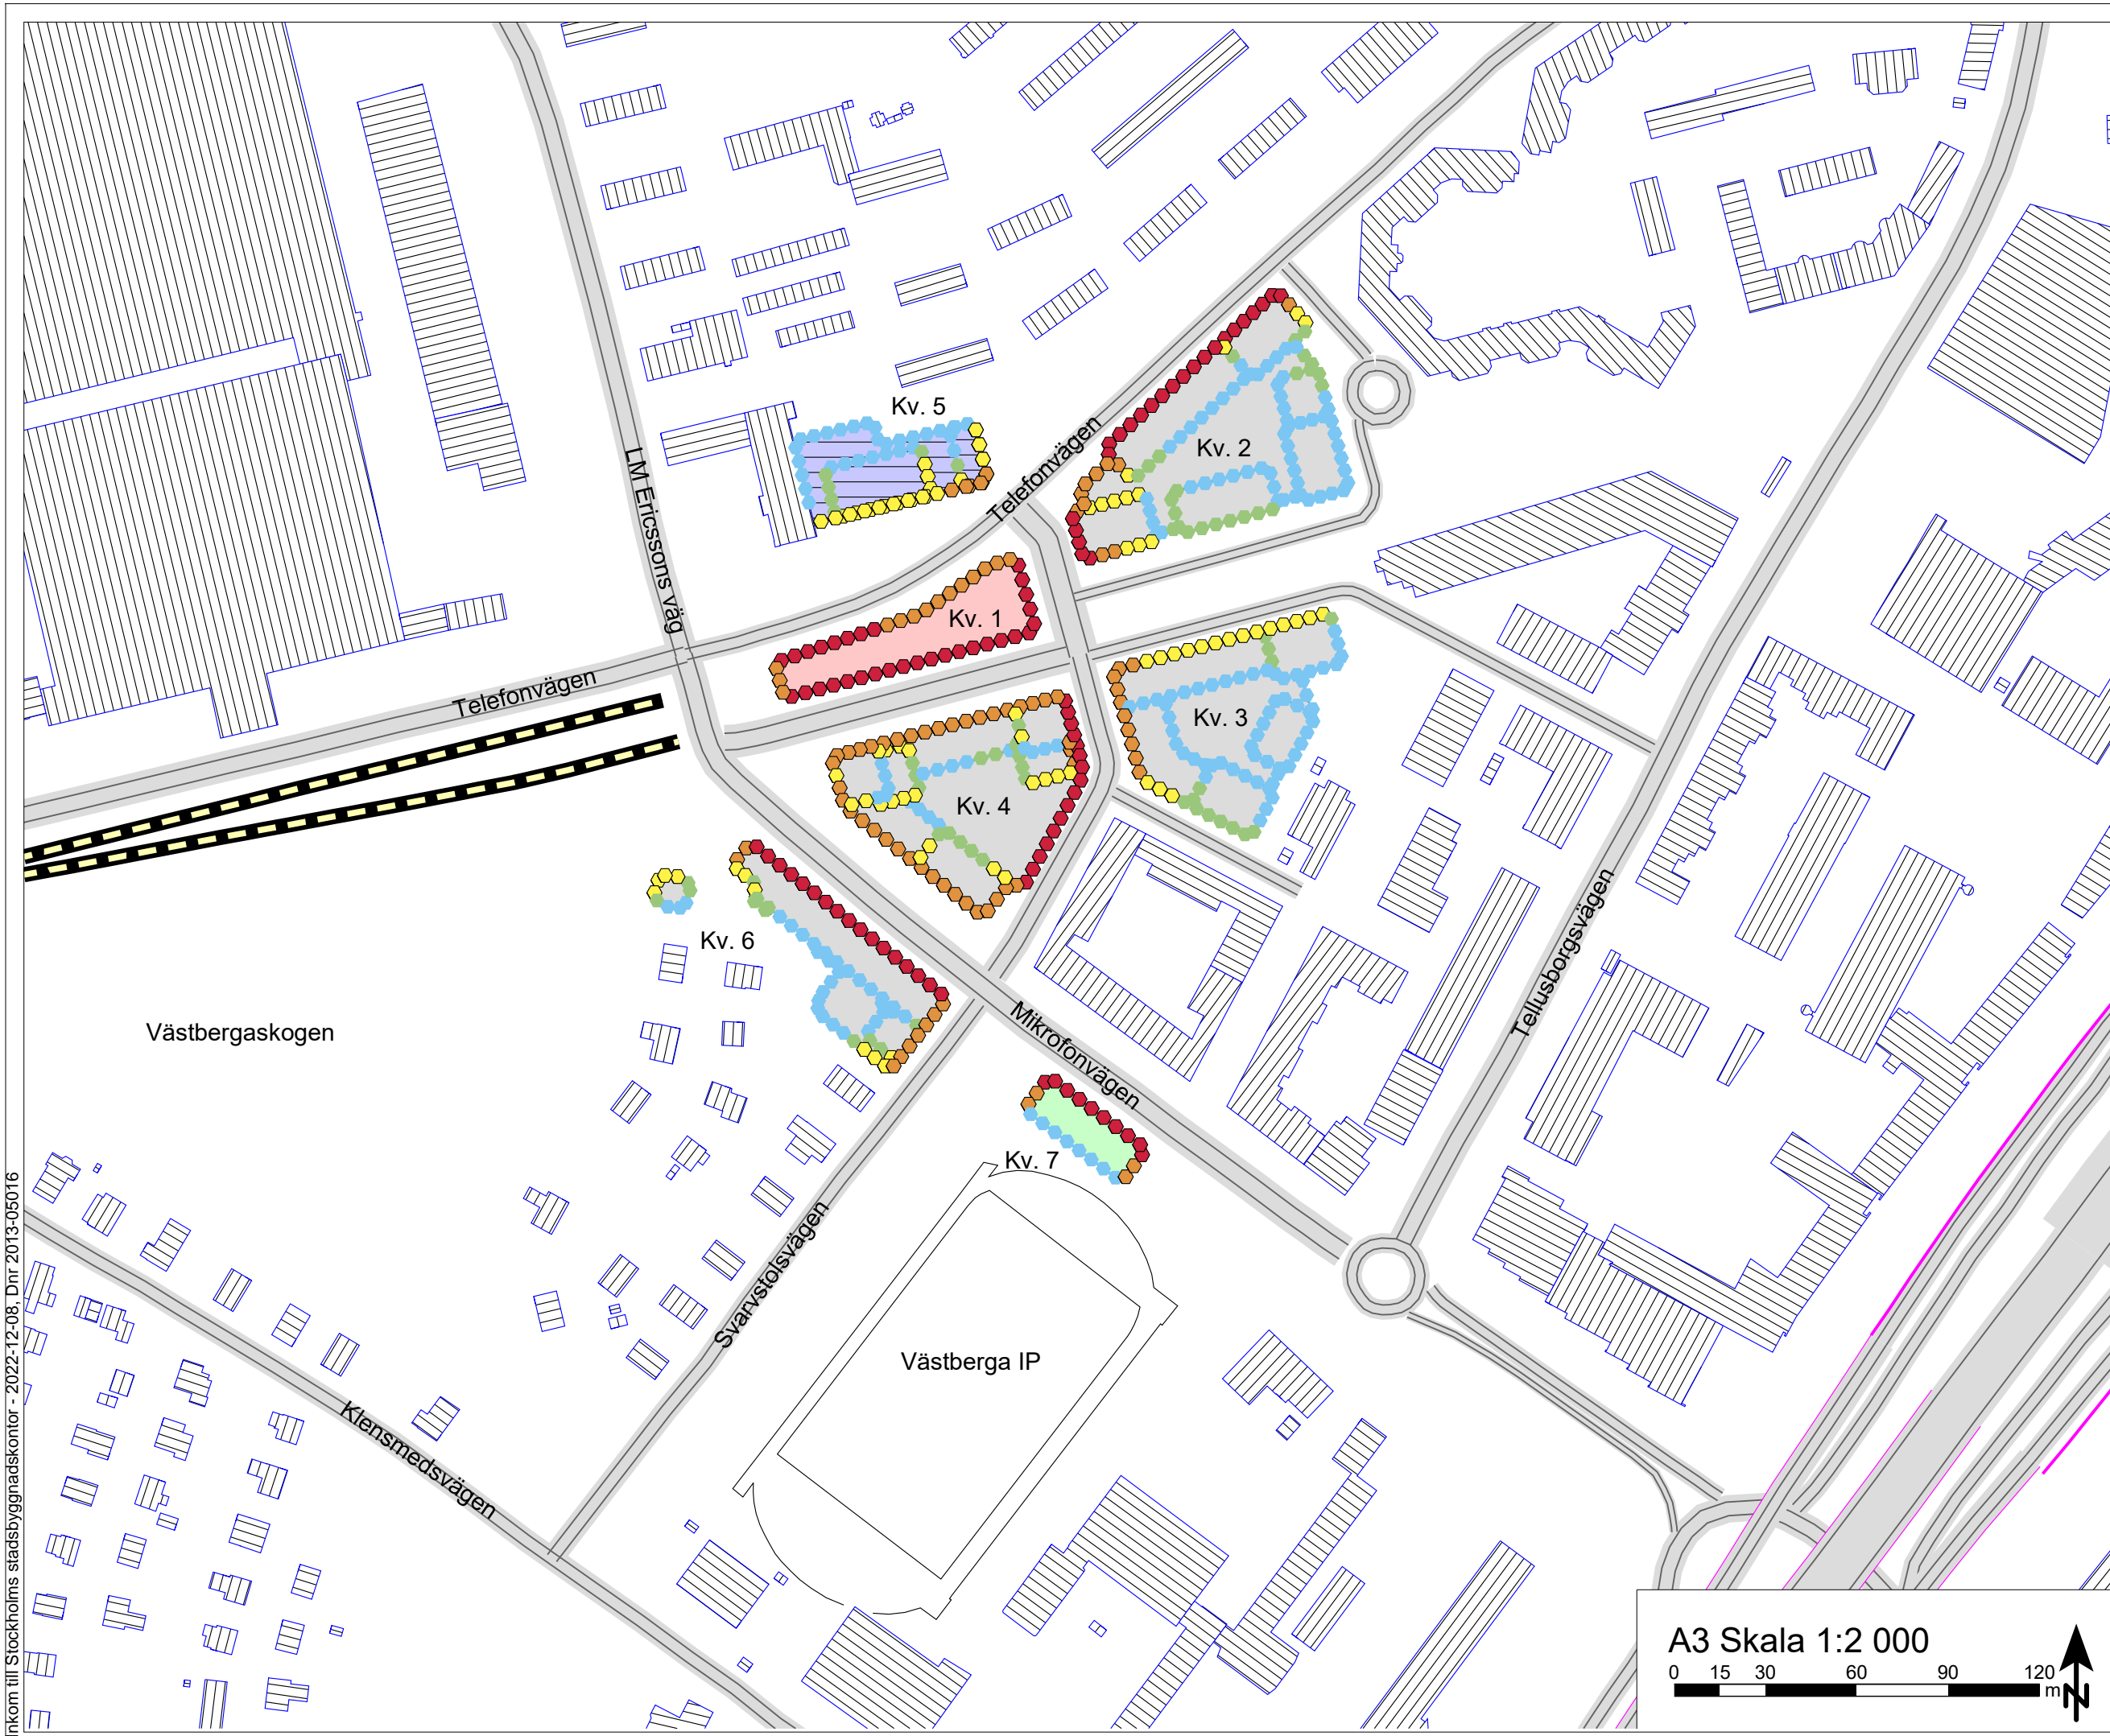 Kv. 5
Telefonvägen
Kv. 2
LM Ericssons väg
Kv. 1
Telefonvägen
Kv. 3
Kv. 4
Kv. 6
Västbergaskogen
Mikrofonvägen
Tellusborgsvägen
Kv. 7
Svarvstolsvägen
Västberga IP
Klensmedsvägen
Inkom till Stockholms stadsbyggnadskontor - 2022-12-08, Dnr 2013-05016
A3 Skala 1:2 000
0 15 30 60 90 120
m
N